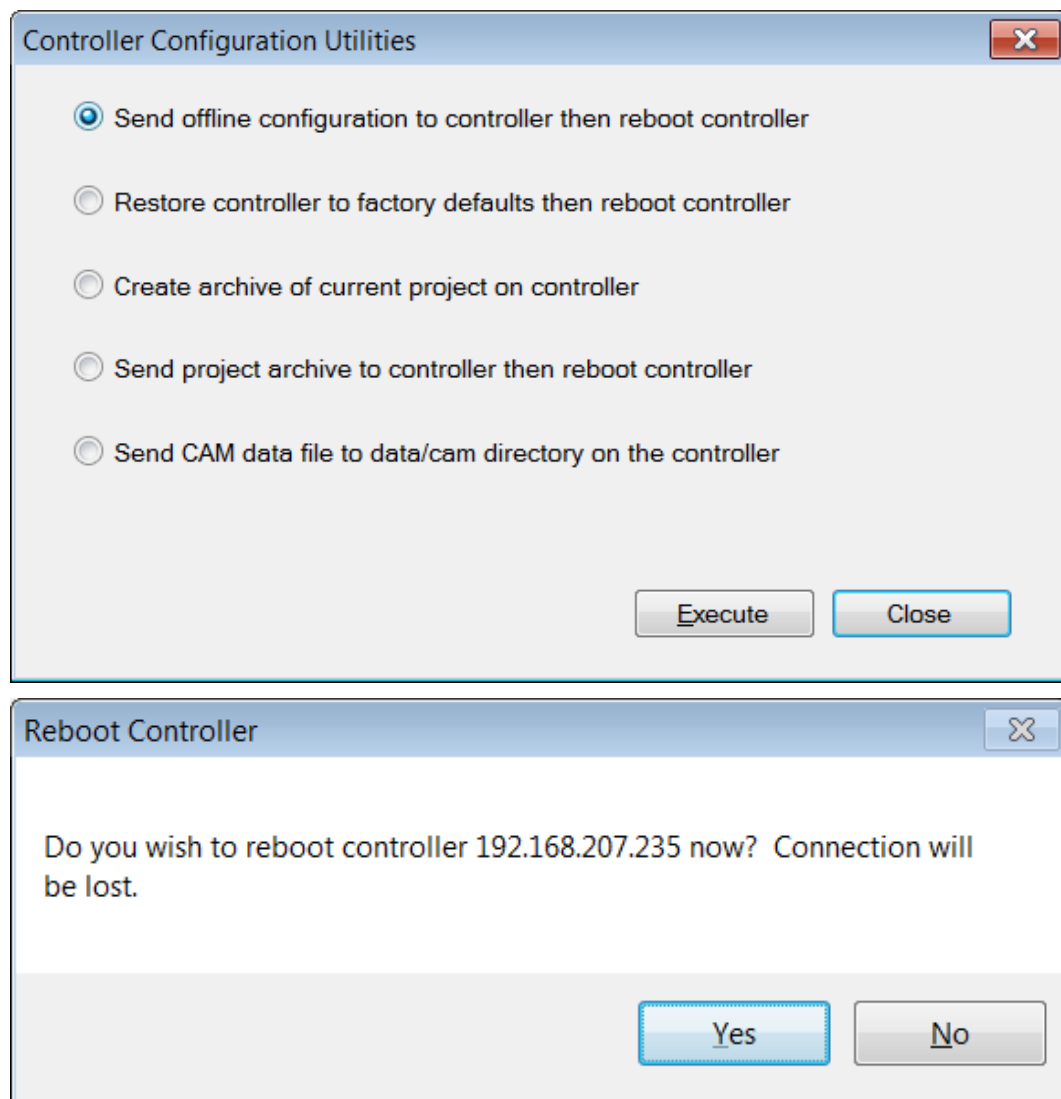 Controller Configuration Utilities
Send offline configuration to controller then reboot controller
Restore controller to factory defaults then reboot controller
Create archive of current project on controller
Send project archive to controller then reboot controller
Send CAM data file to data/cam directory on the controller
Execute Close
Reboot Controller
Do you wish to reboot controller 192.168.207.235 now?  Connection will
be lost.
Yes No